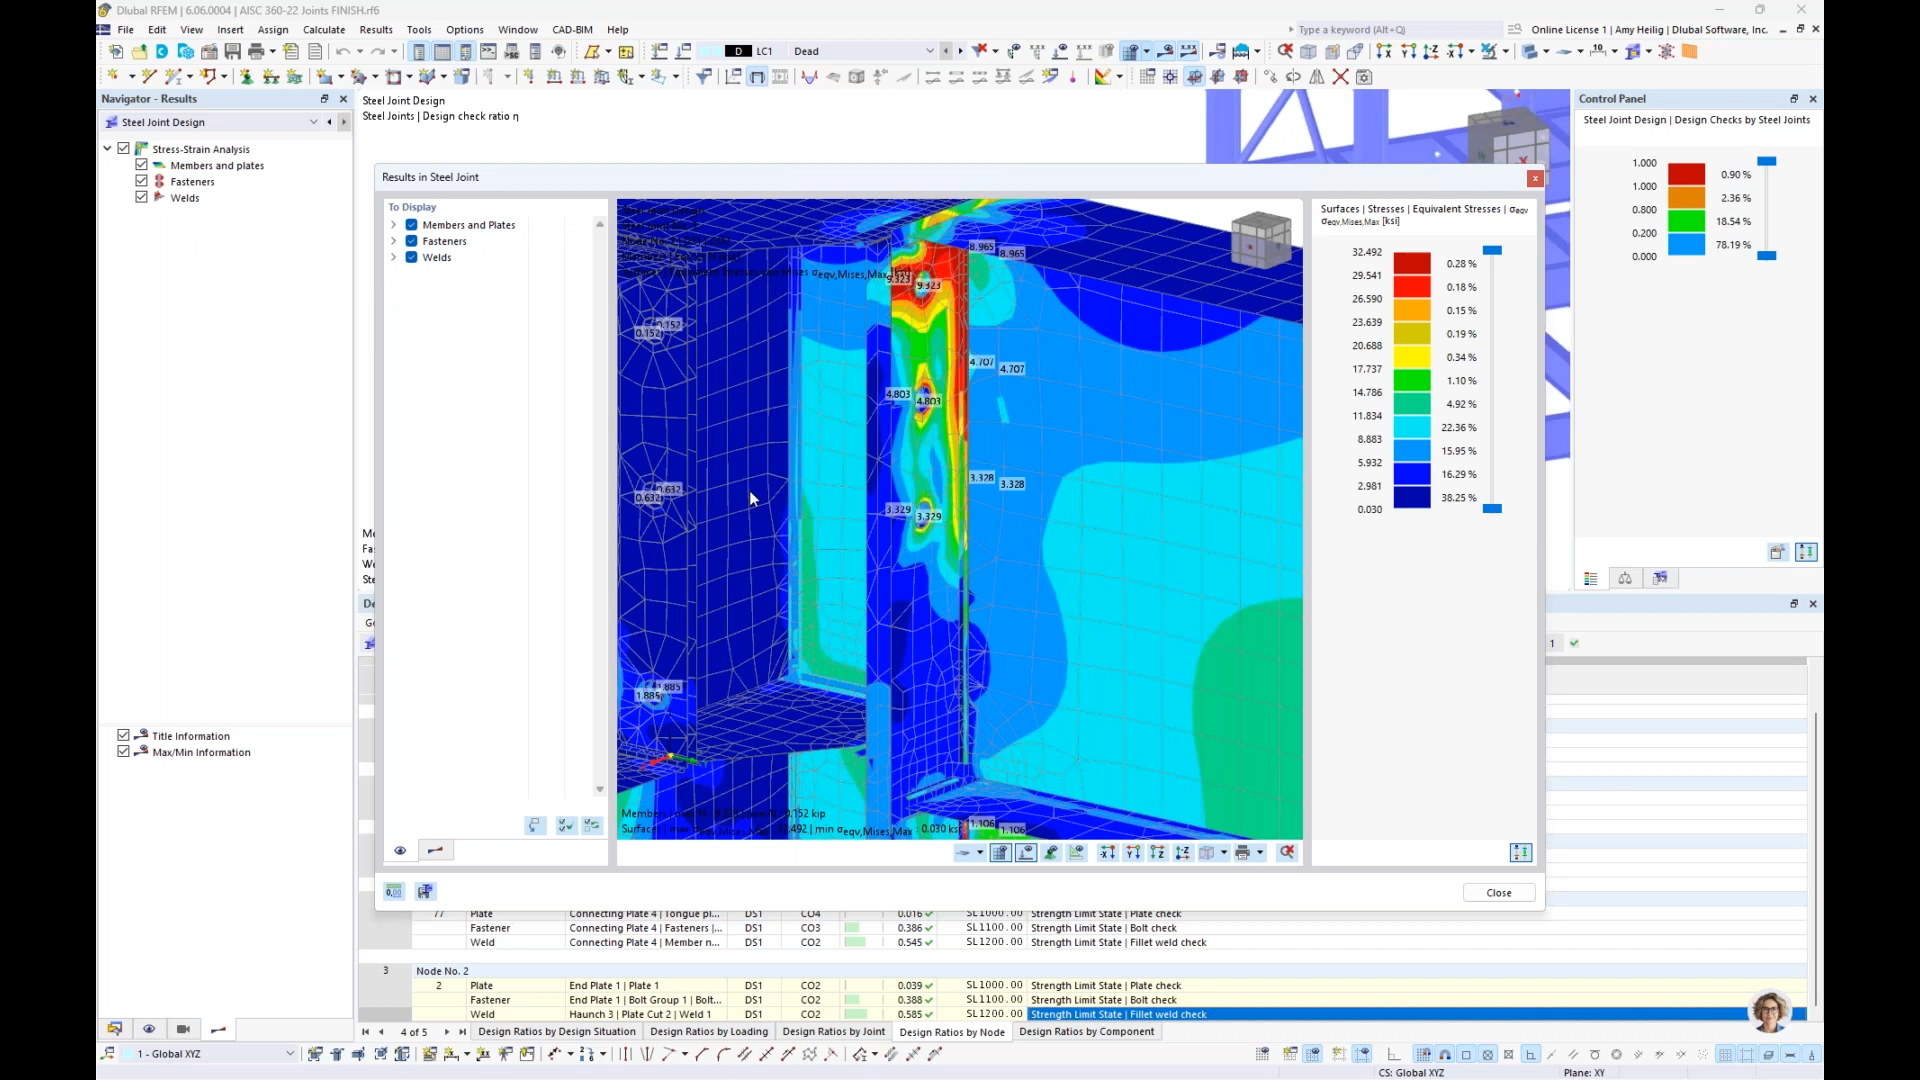 Dlubal RFEM | 6.06.0004 | AISC 360-22 Joints FINISH.rf6
File Edit View Insert Assign Calculate Results Tools Options Window CAD-BIM Help
Type a keyword (Alt+Q)
Online License 1 | Amy Heilig | Dlubal Software, Inc.
D LC1 Dead
Navigator - Results
Steel Joint Design
Stress-Strain Analysis
Members and plates
Fasteners
Welds
Title Information
Max/Min Information
Steel Joint Design
Steel Joints | Design check ratio η
Results in Steel Joint
To Display
Members and Plates
Fasteners
Welds
8.965
8.965
9.323
9.323
0.152
0.152
4.707
4.707
4.803
4.803
0.632
0.632
3.328
3.328
3.329
3.329
1.885
1.885
1.106
1.106
Surfaces | Stresses | Equivalent Stresses | σeqv
σeqv,Mises,Max [ksi]
32.492
0.28 %
29.541
0.18 %
26.590
0.15 %
23.639
0.19 %
20.688
0.34 %
17.737
1.10 %
14.786
4.92 %
11.834
22.36 %
8.883
15.95 %
5.932
16.29 %
2.981
38.25 %
0.030
Close
Control Panel
Steel Joint Design | Design Checks by Steel Joints
1.000
0.90 %
1.000
2.36 %
0.800
18.54 %
0.200
78.19 %
0.000
77 Plate Connecting Plate 4 | Tongue pl... DS1 CO4 0.016 SL1000.00 Strength Limit State | Plate check
Fastener Connecting Plate 4 | Fasteners |... DS1 CO3 0.386 SL1100.00 Strength Limit State | Bolt check
Weld Connecting Plate 4 | Member n... DS1 CO2 0.545 SL1200.00 Strength Limit State | Fillet weld check
3 Node No. 2
2 Plate End Plate 1 | Plate 1 DS1 CO2 0.039 SL1000.00 Strength Limit State | Plate check
Fastener End Plate 1 | Bolt Group 1 | Bolt... DS1 CO2 0.388 SL1100.00 Strength Limit State | Bolt check
Weld Haunch 3 | Plate Cut 2 | Weld 1 DS1 CO2 0.585 SL1200.00 Strength Limit State | Fillet weld check
4 of 5 Design Ratios by Design Situation Design Ratios by Loading Design Ratios by Joint Design Ratios by Node Design Ratios by Component
1 - Global XYZ
CS: Global XYZ Plane: XY